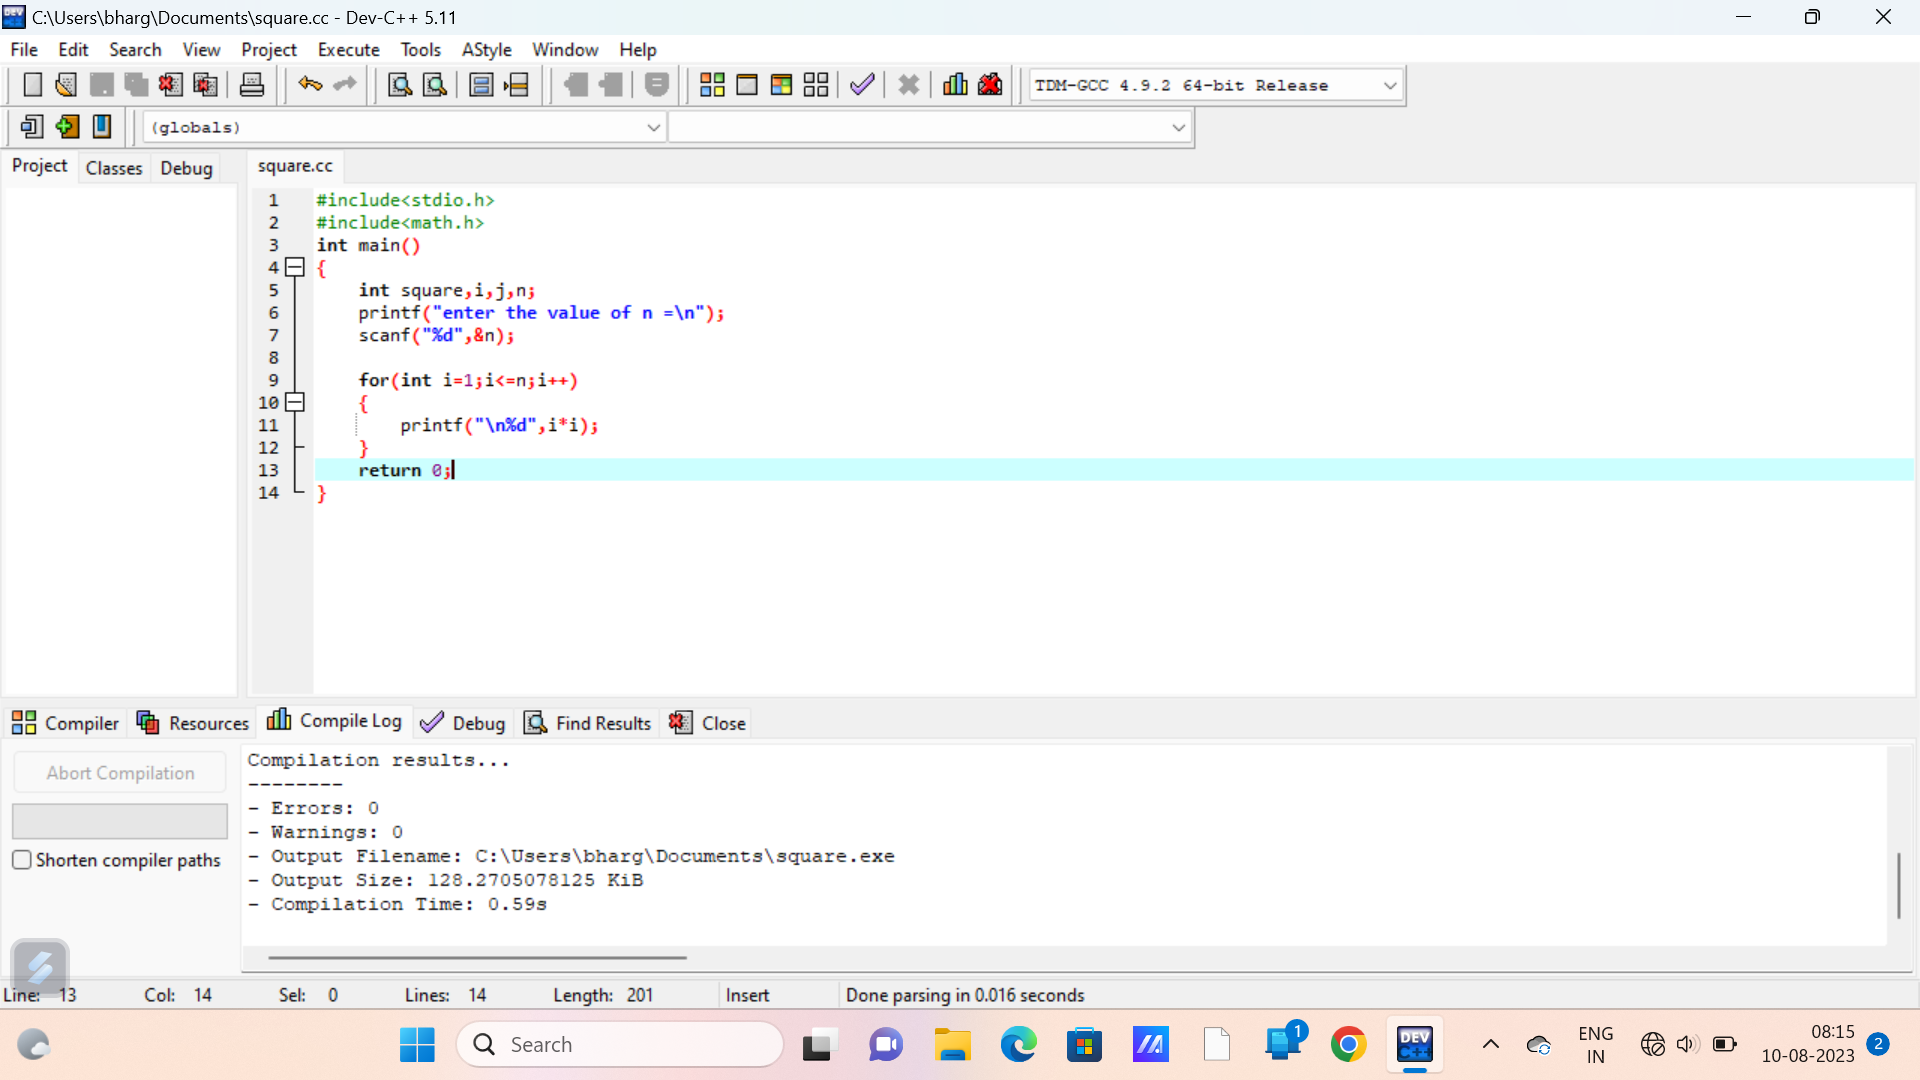 C:\Users\bharg\Documents\square.cc - Dev-C++ 5.11
File Edit Search View Project Execute Tools AStyle Window Help
TDM-GCC 4.9.2 64-bit Release
(globals)
Project Classes Debug square.cc
1 #include<stdio.h>
2 #include<math.h>
3 int main()
4 {
5 int square,i,j,n;
6 printf("enter the value of n =\n");
7 scanf("%d",&n);
8
9 for(int i=1;i<=n;i++)
10 {
11 printf("\n%d",i*i);
12 }
13 return 0;
14 }
Compiler Resources Compile Log Debug Find Results Close
Abort Compilation
Shorten compiler paths
Compilation results...
--------
- Errors: 0
- Warnings: 0
- Output Filename: C:\Users\bharg\Documents\square.exe
- Output Size: 128.2705078125 KiB
- Compilation Time: 0.59s
Line: 13 Col: 14 Sel: 0 Lines: 14 Length: 201 Insert Done parsing in 0.016 seconds
Search
1
DEV C++
ENG
IN
08:15
10-08-2023
2